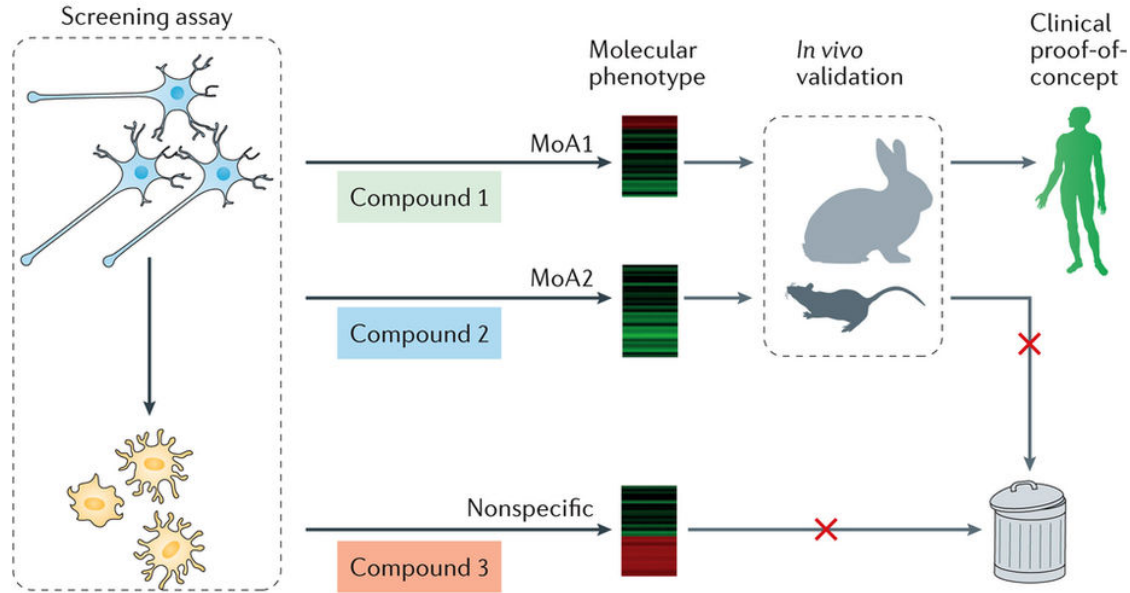 Screening assay
Molecular
phenotype
In vivo
validation
Clinical
proof-of-
concept
MoA1
Compound 1
MoA2
Compound 2
Nonspecific
Compound 3